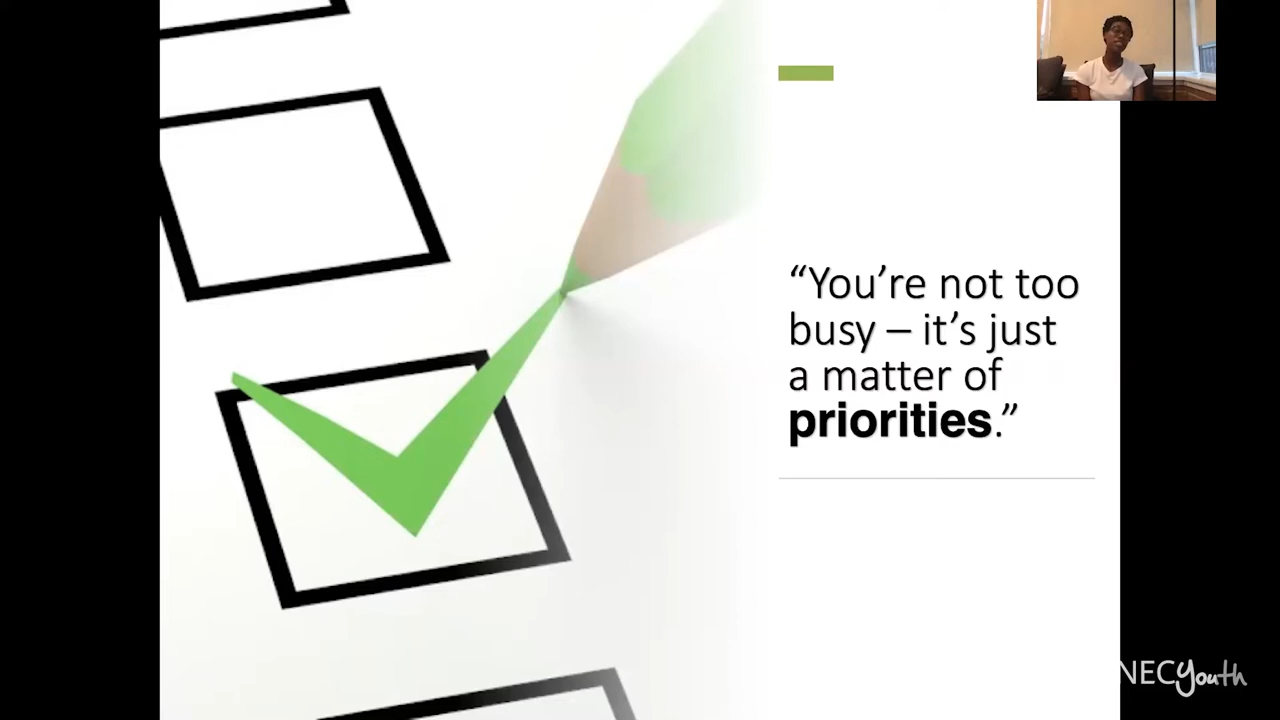 “You’re not too
busy – it’s just
a matter of
priorities.”
NECyouth